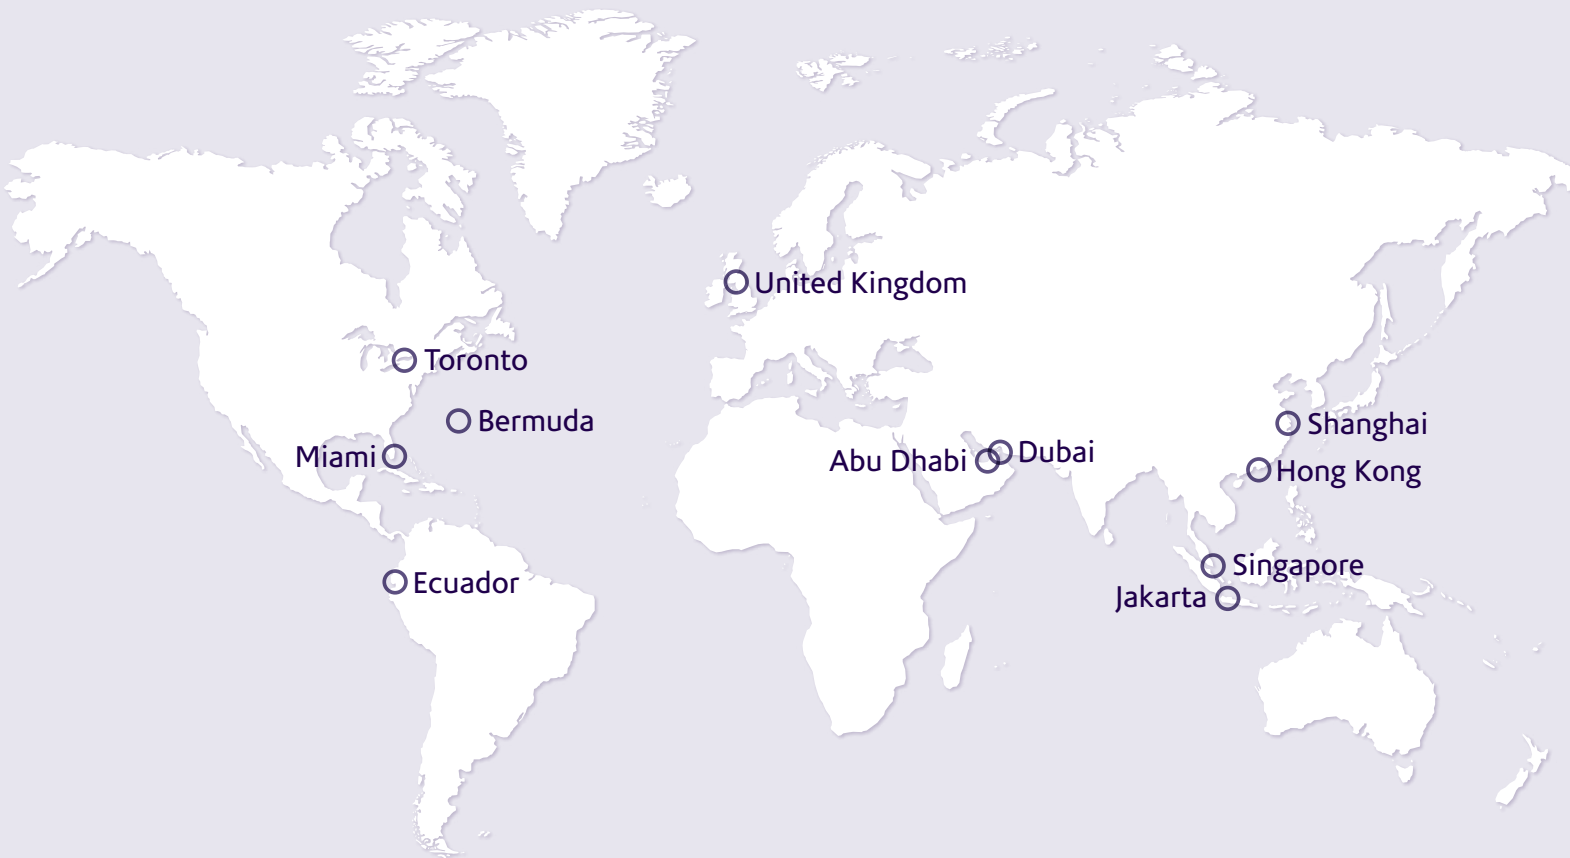 United Kingdom
Toronto
Bermuda
Shanghai
Miami
Abu Dhabi
Dubai
Hong Kong
Singapore
Ecuador
Jakarta